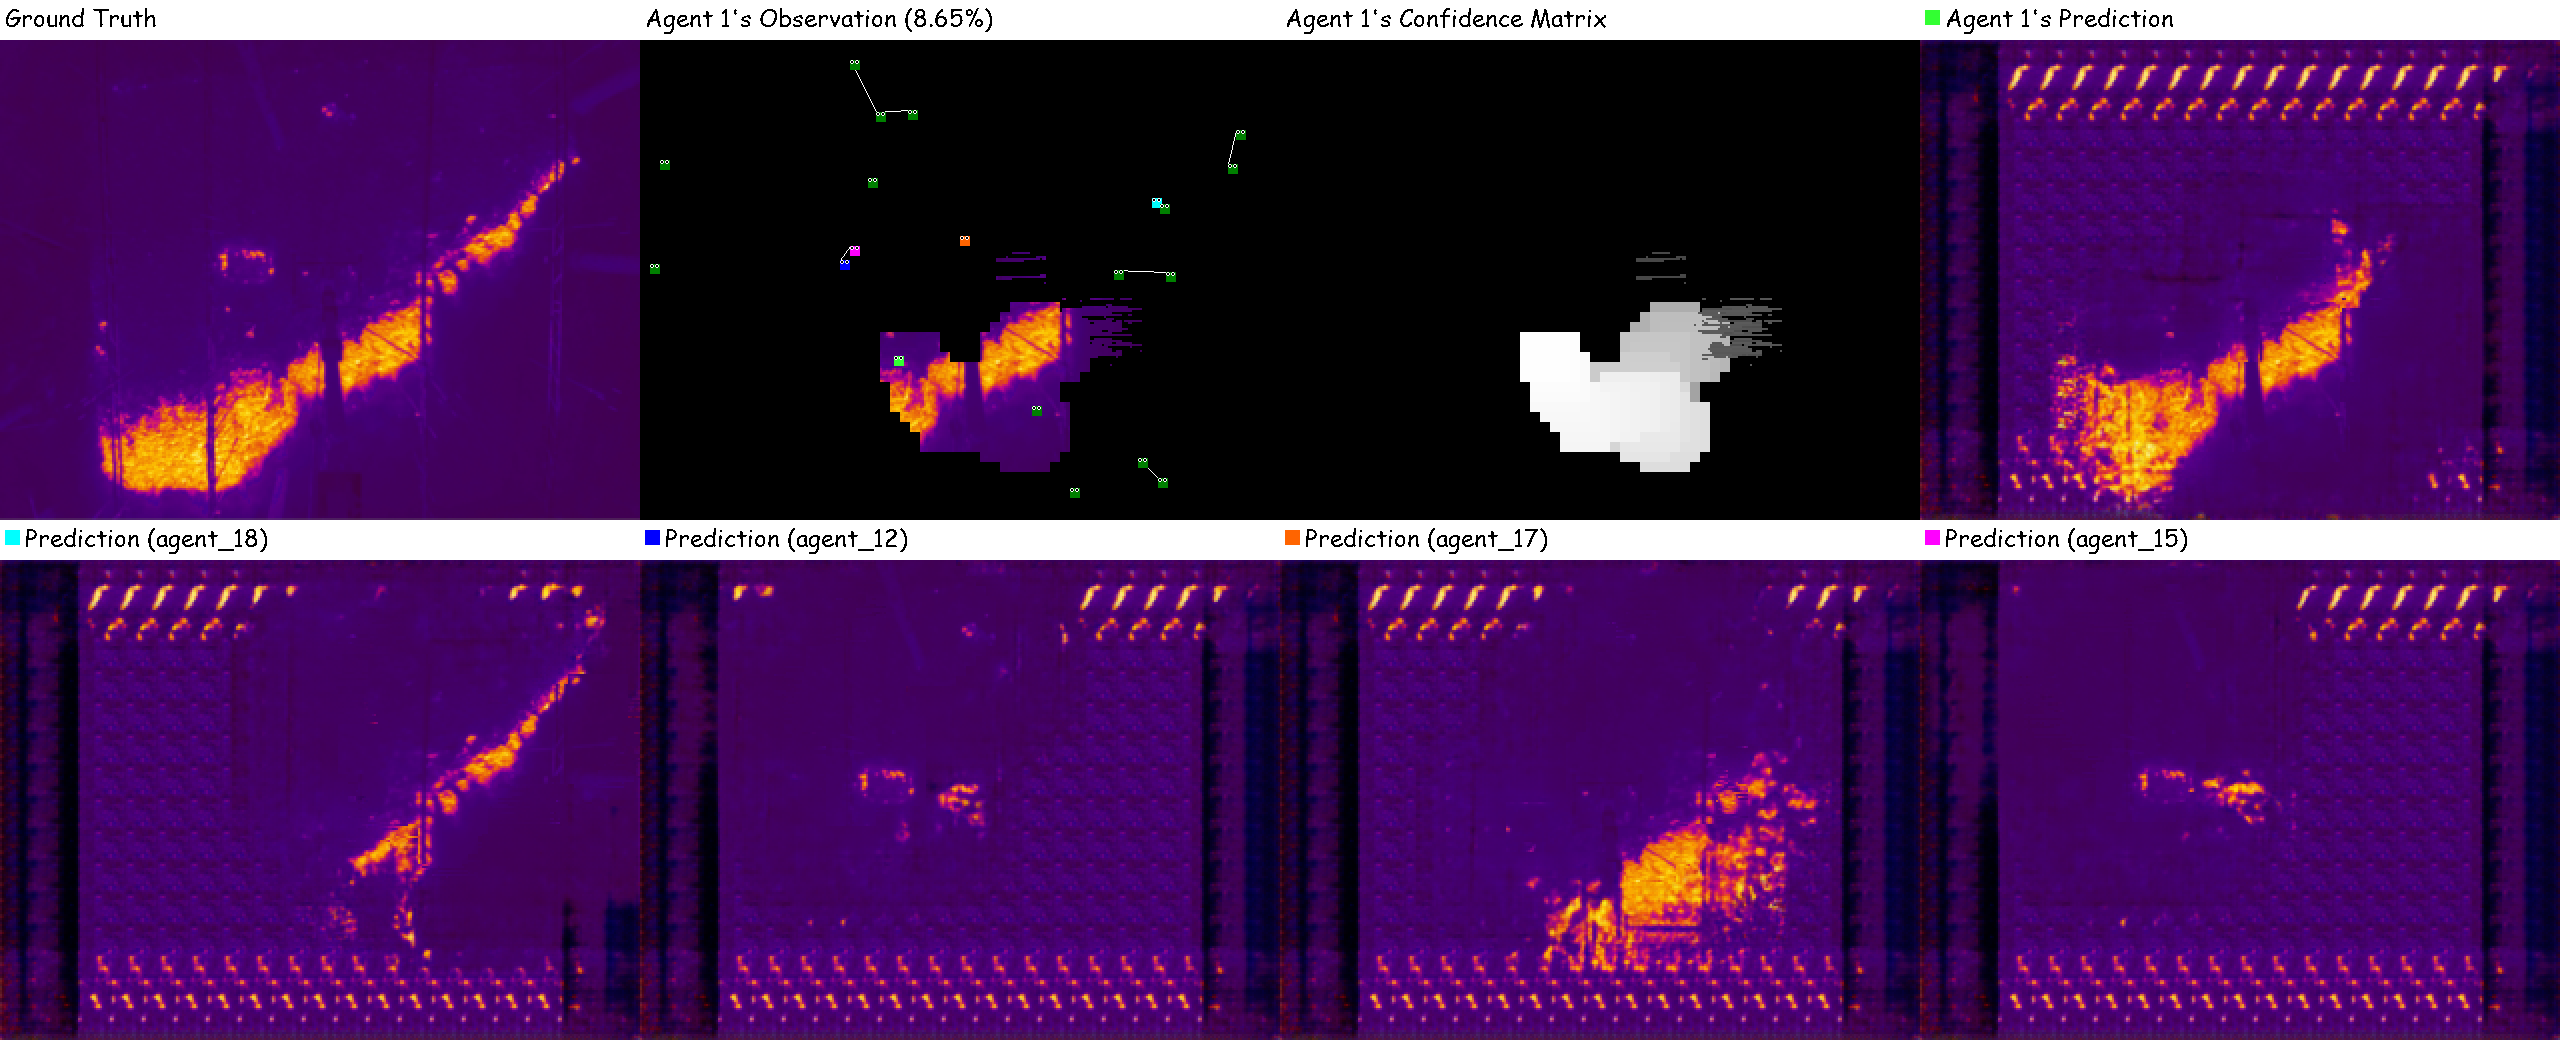 Ground Truth
Agent 1's Observation (8.65%)
Agent 1's Confidence Matrix
Agent 1's Prediction
Prediction (agent_18)
Prediction (agent_12)
Prediction (agent_17)
Prediction (agent_15)